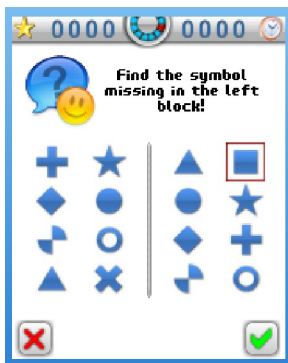 0000 0000
?
Find the symbol
missing in the left
block!